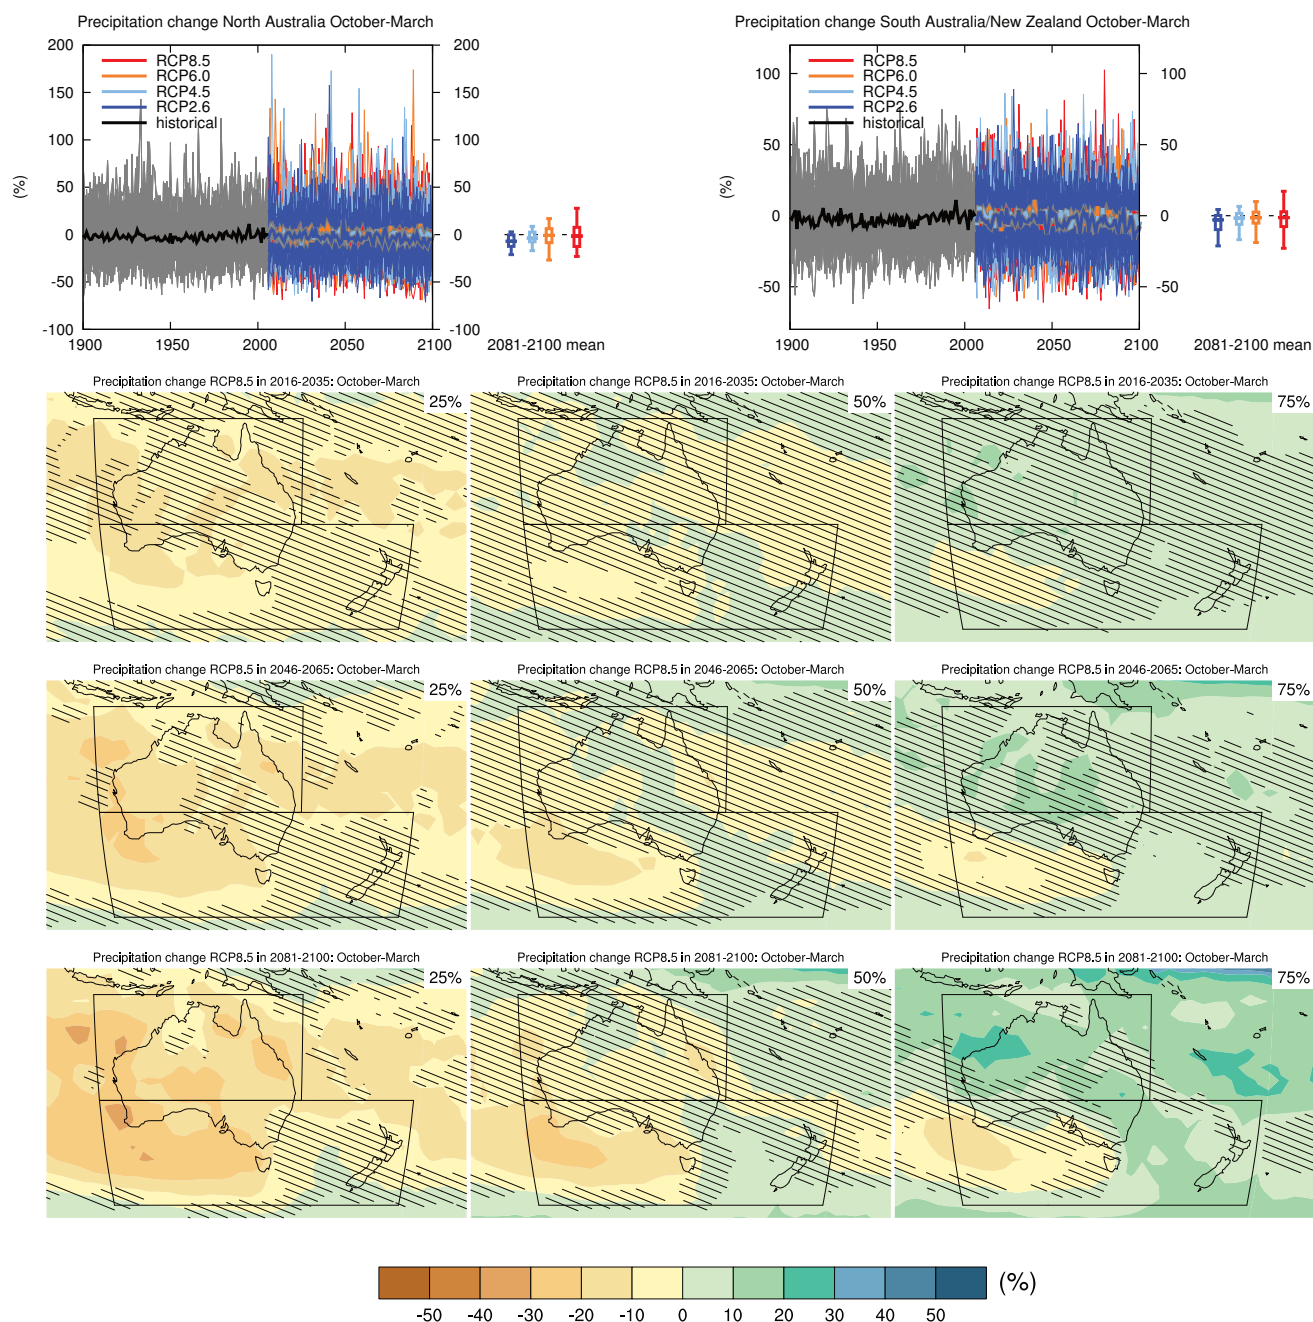 Precipitation change North Australia October-March
Precipitation change South Australia/New Zealand October-March
200
150
100
50
0
-50
-100
(%)
RCP8.5
RCP6.0
RCP4.5
RCP2.6
historical
200
150
100
50
0
-50
-100
1900
1950
2000
2050
2100
2081-2100 mean
100
50
0
-50
(%)
RCP8.5
RCP6.0
RCP4.5
RCP2.6
historical
100
50
0
-50
1900
1950
2000
2050
2100
2081-2100 mean
Precipitation change RCP8.5 in 2016-2035: October-March
25%
Precipitation change RCP8.5 in 2016-2035: October-March
50%
Precipitation change RCP8.5 in 2016-2035: October-March
75%
Precipitation change RCP8.5 in 2046-2065: October-March
25%
Precipitation change RCP8.5 in 2046-2065: October-March
50%
Precipitation change RCP8.5 in 2046-2065: October-March
75%
Precipitation change RCP8.5 in 2081-2100: October-March
25%
Precipitation change RCP8.5 in 2081-2100: October-March
50%
Precipitation change RCP8.5 in 2081-2100: October-March
75%
(%)
-50 -40 -30 -20 -10 0 10 20 30 40 50